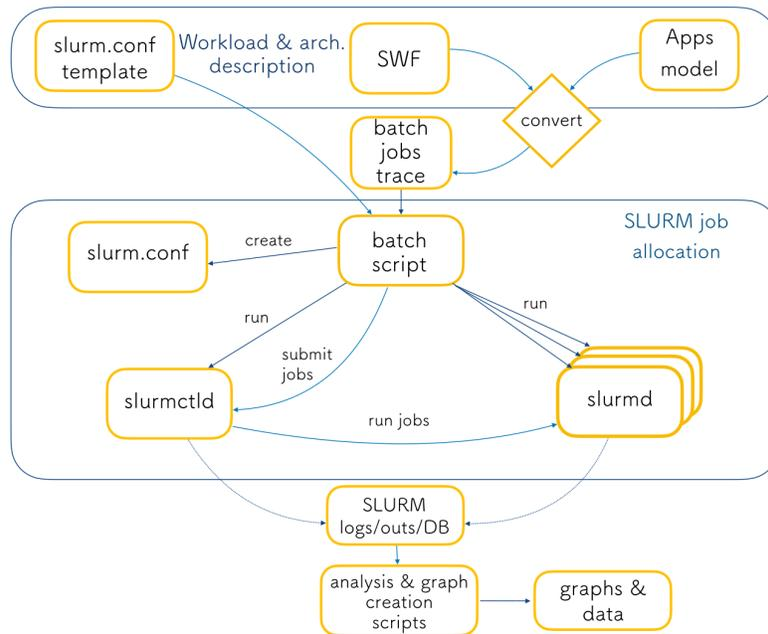 slurm.conf
template
Workload & arch.
description
SWF
Apps
model
convert
batch
jobs
trace
SLURM job
allocation
slurm.conf
create
batch
script
run
run
submit
jobs
slurmctld
slurmd
run jobs
SLURM
logs/outs/DB
analysis & graph
creation
scripts
graphs &
data